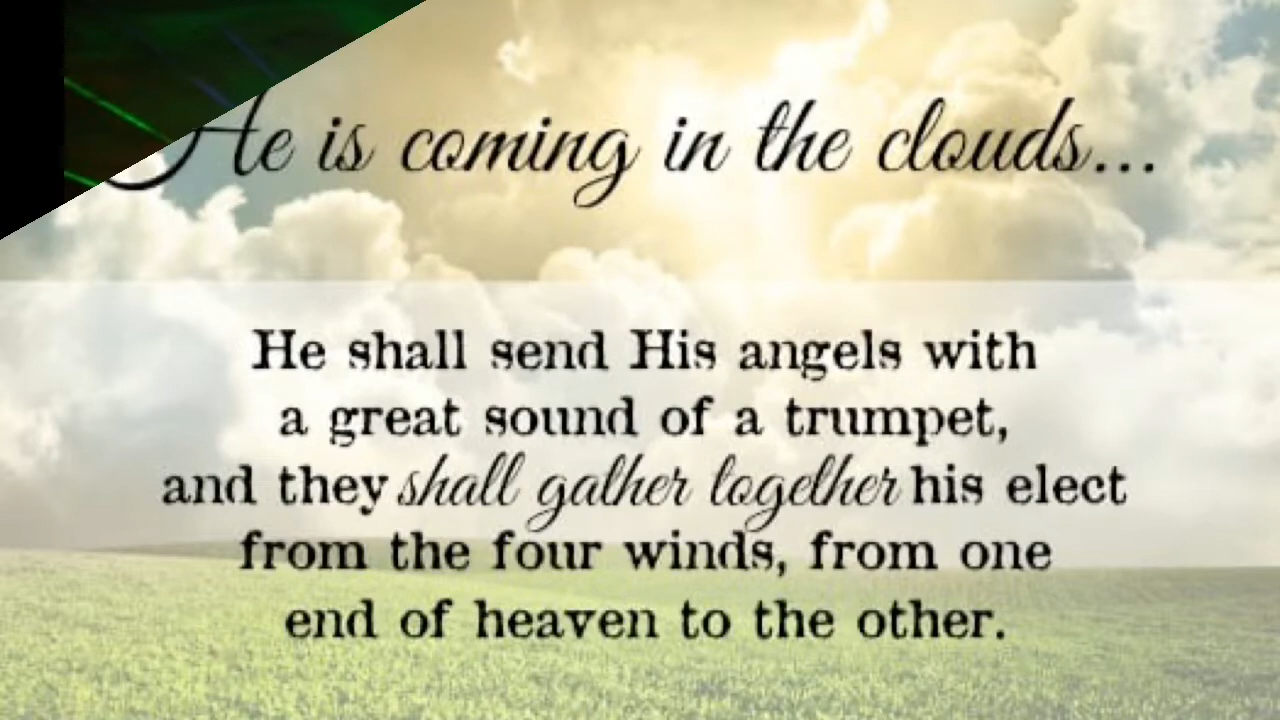 He is coming in the clouds...
He shall send His angels with
a great sound of a trumpet,
and they shall gather together his elect
from the four winds, from one
end of heaven to the other.